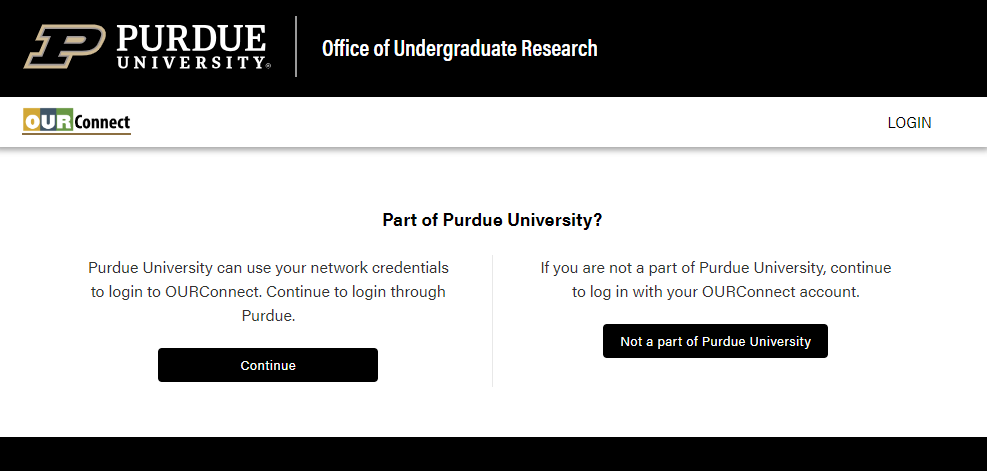 PURDUE
UNIVERSITY®
Office of Undergraduate Research
OURConnect
LOGIN
Part of Purdue University?
Purdue University can use your network credentials
to login to OURConnect. Continue to login through
Purdue.
Continue
If you are not a part of Purdue University, continue
to log in with your OURConnect account.
Not a part of Purdue University